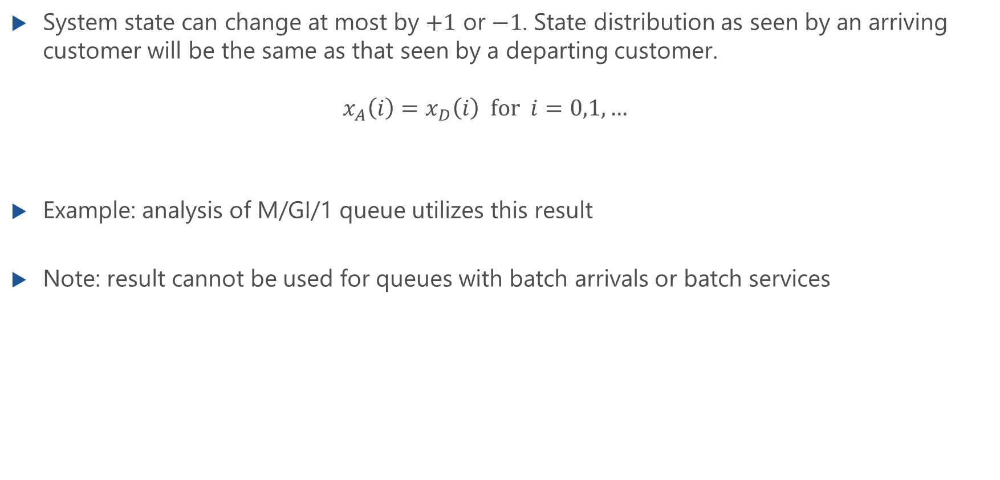 ▶ System state can change at most by +1 or −1. State distribution as seen by an arriving
customer will be the same as that seen by a departing customer.
x_A(i) = x_D(i) for i = 0,1, …
▶ Example: analysis of M/GI/1 queue utilizes this result
▶ Note: result cannot be used for queues with batch arrivals or batch services